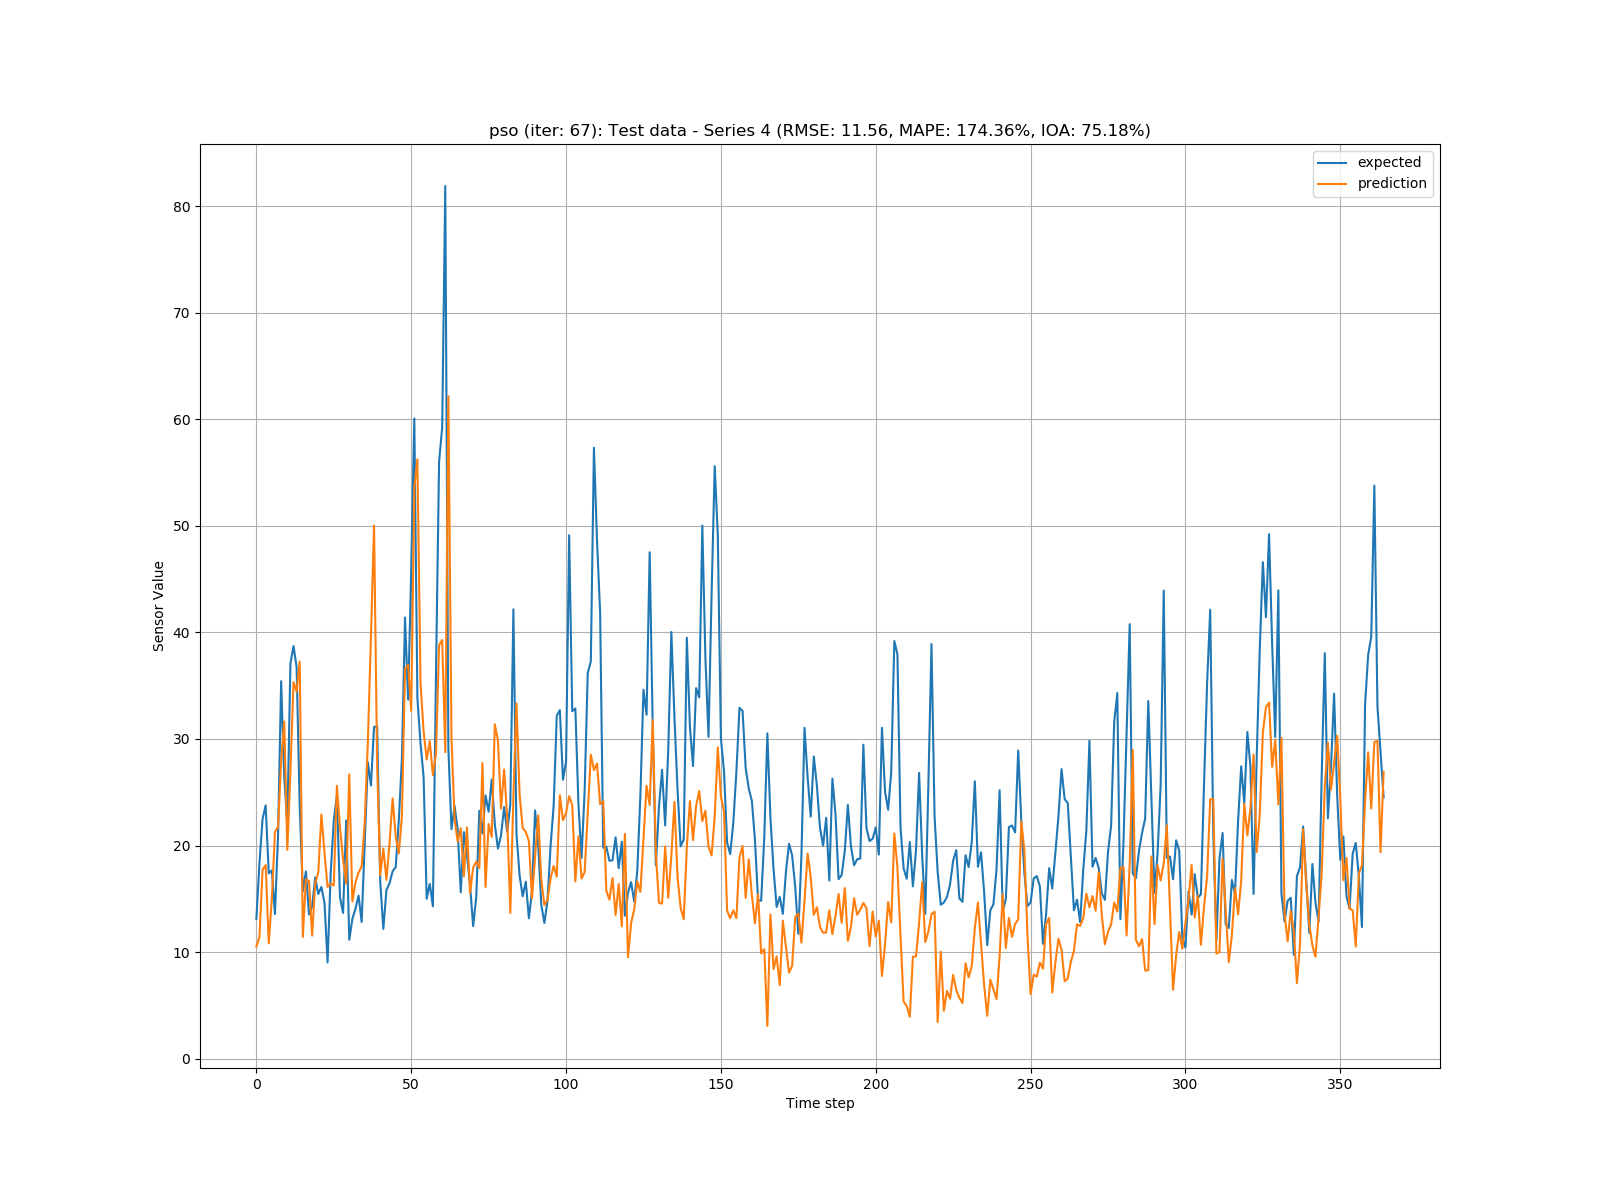 pso (iter: 67): Test data - Series 4 (RMSE: 11.56, MAPE: 174.36%, IOA: 75.18%)
expected
prediction
80
70
60
50
40
30
20
10
0
Sensor Value
0 50 100 150 200 250 300 350
Time step